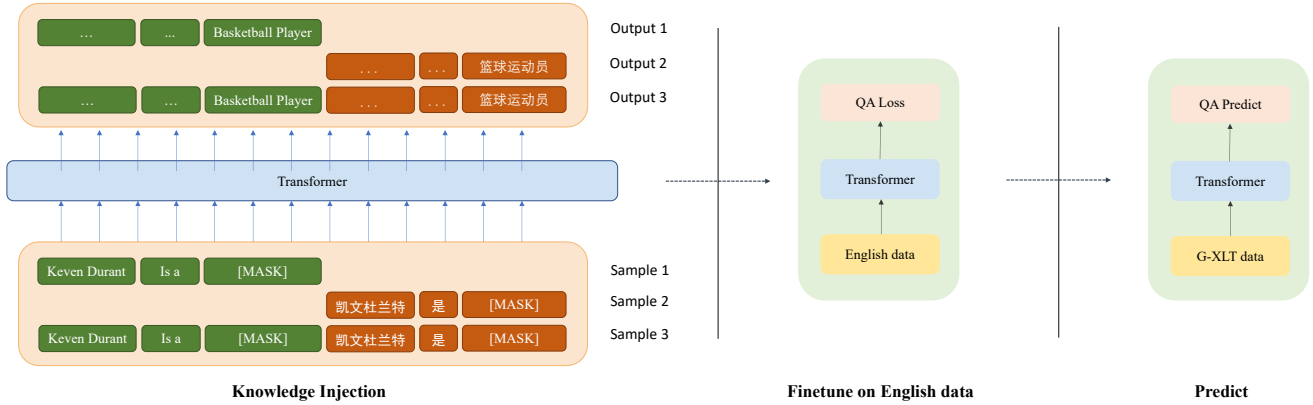 … ... Basketball Player Output 1
... ... 篮球运动员 Output 2
… … Basketball Player ... ... 篮球运动员 Output 3
Transformer
Keven Durant Is a [MASK] Sample 1
凯文杜兰特 是 [MASK] Sample 2
Keven Durant Is a [MASK] 凯文杜兰特 是 [MASK] Sample 3
Knowledge Injection
QA Loss
Transformer
English data
Finetune on English data
QA Predict
Transformer
G-XLT data
Predict